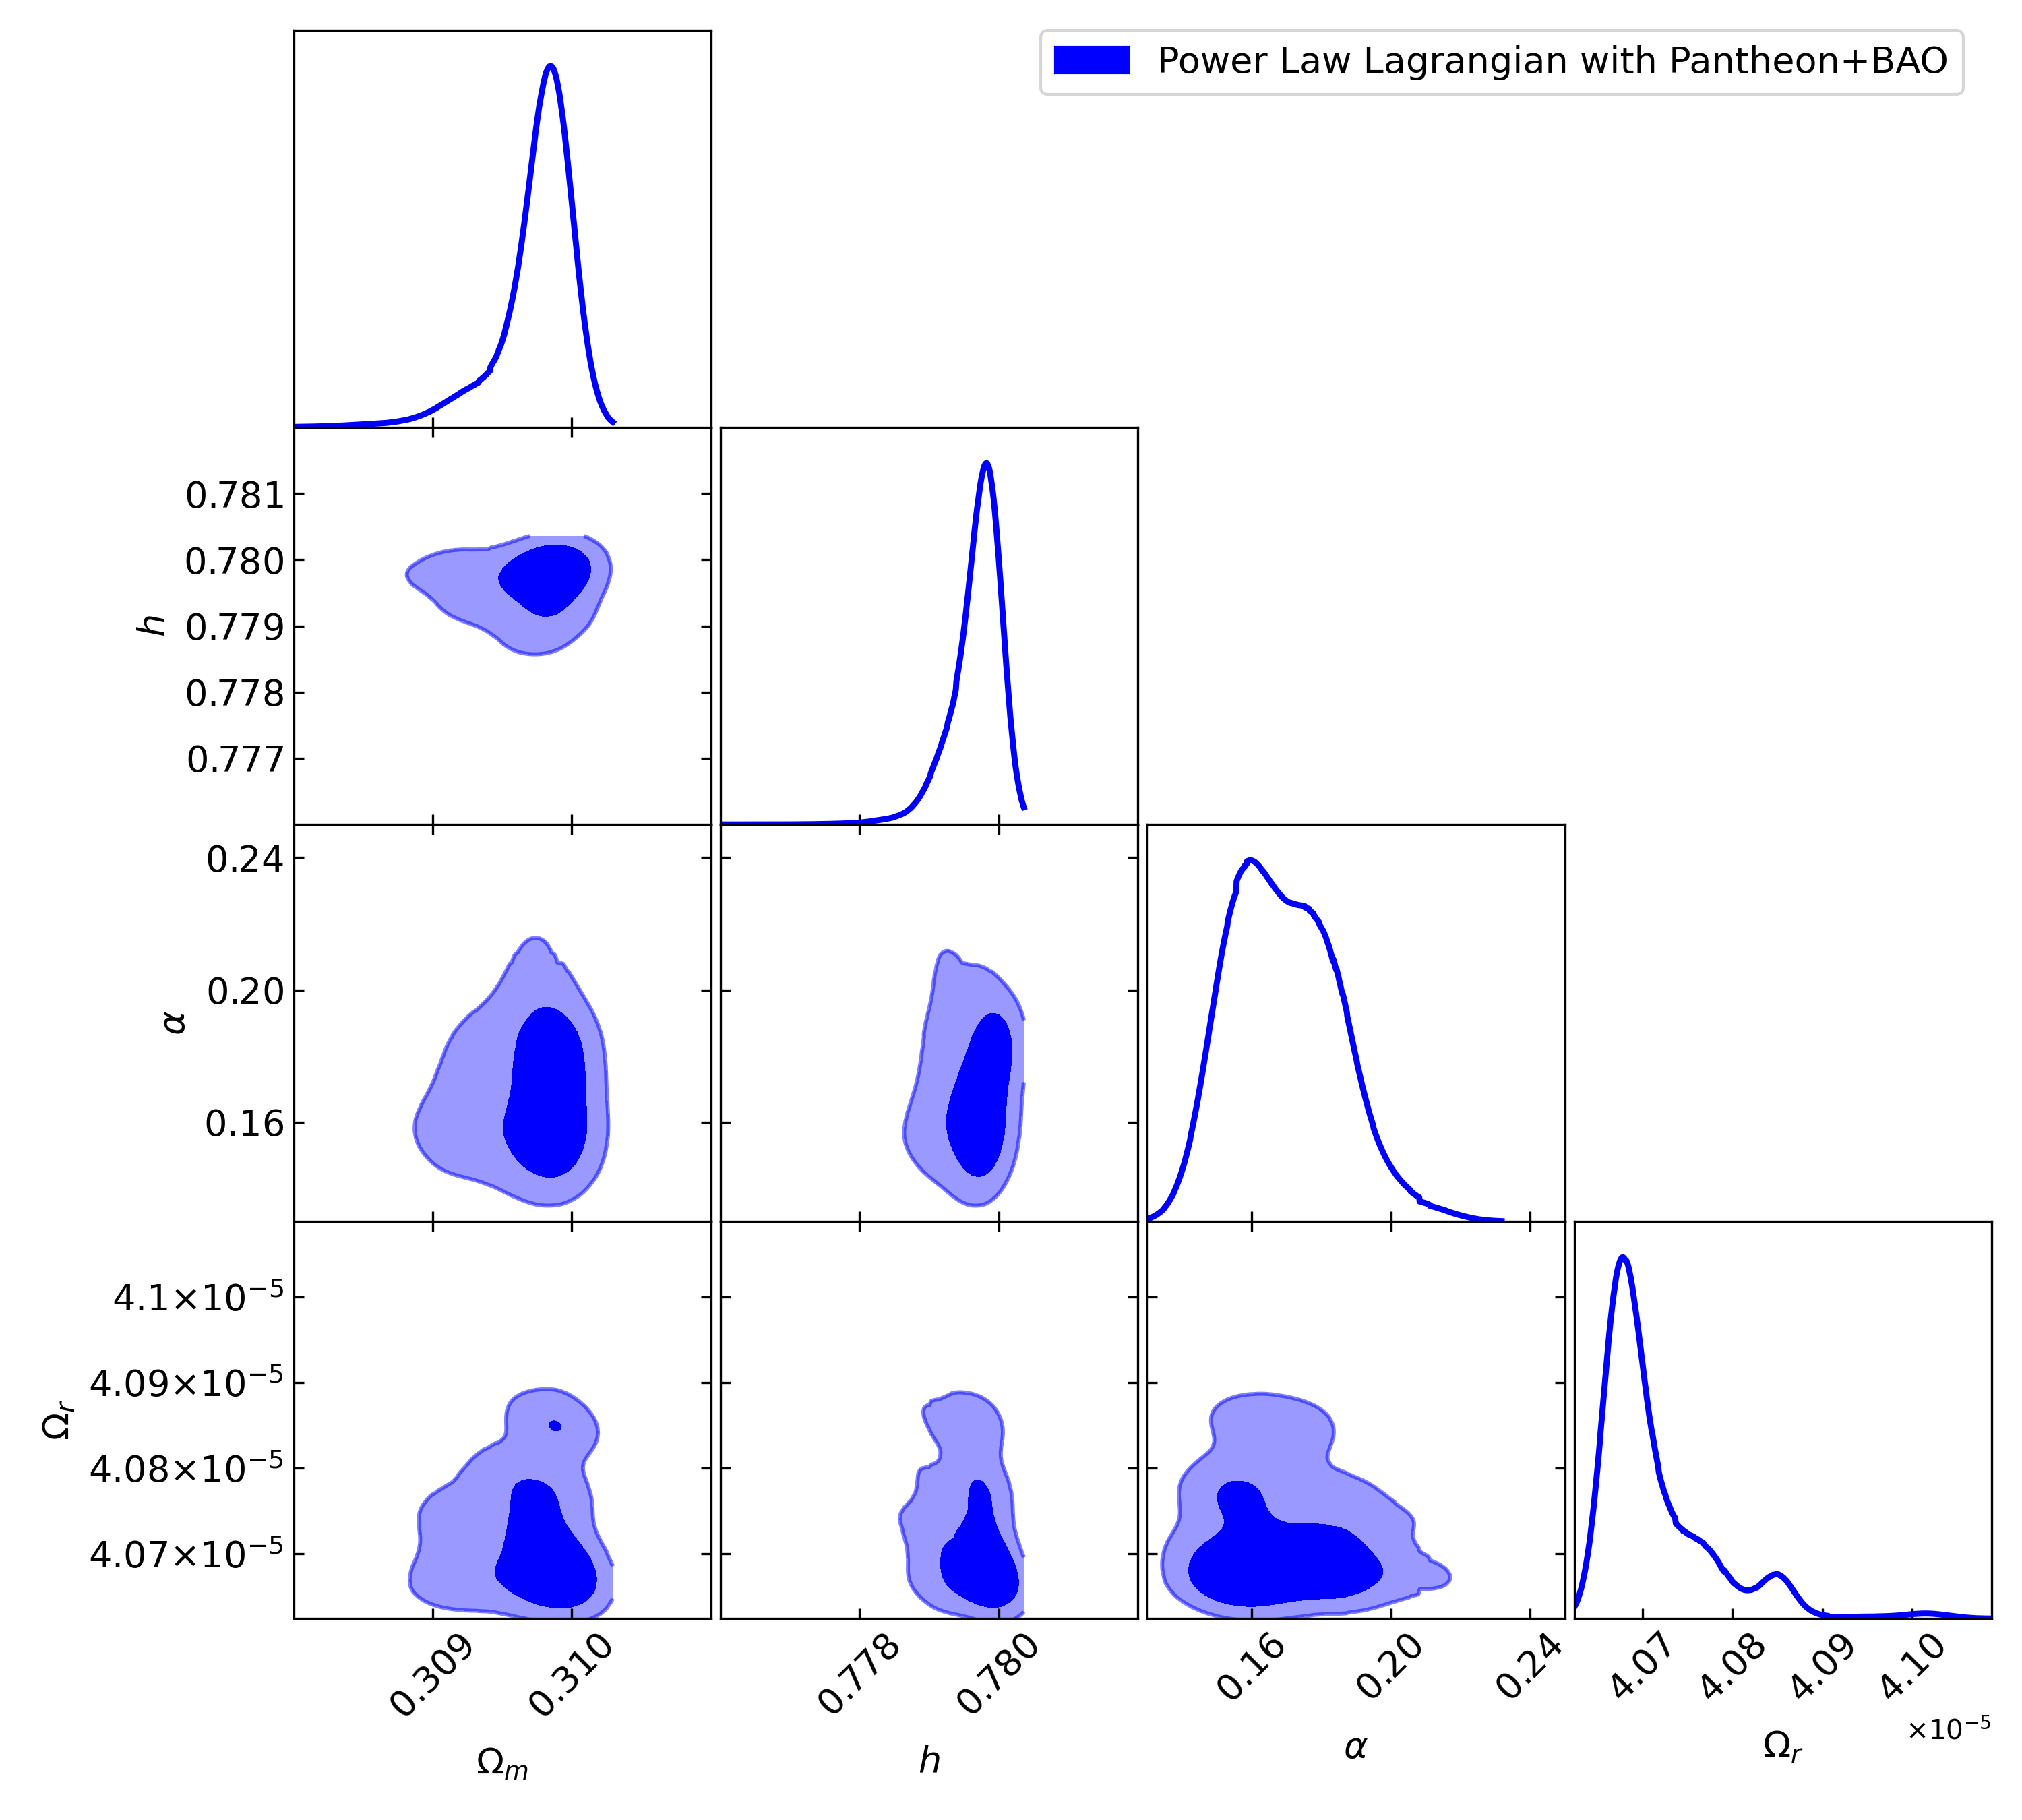 Power Law Lagrangian with Pantheon+BAO
0.781
0.780
0.779
0.778
0.777
h
0.24
0.20
0.16
α
4.1×10⁻⁵
4.09×10⁻⁵
4.08×10⁻⁵
4.07×10⁻⁵
Ωᵣ
0.309 0.310 0.778 0.780 0.16 0.20 0.24 4.07 4.08 4.09 4.10
×10⁻⁵
Ωₘ h α Ωᵣ